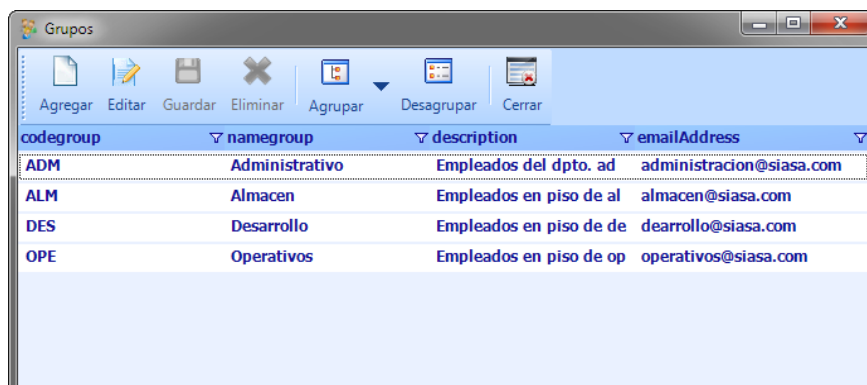 Grupos
Agregar Editar Guardar Eliminar Agrupar Desagrupar Cerrar
codegroup namegroup description emailAddress
ADM Administrativo Empleados del dpto. ad administracion@siasa.com
ALM Almacen Empleados en piso de al almacen@siasa.com
DES Desarrollo Empleados en piso de de dearrollo@siasa.com
OPE Operativos Empleados en piso de op operativos@siasa.com